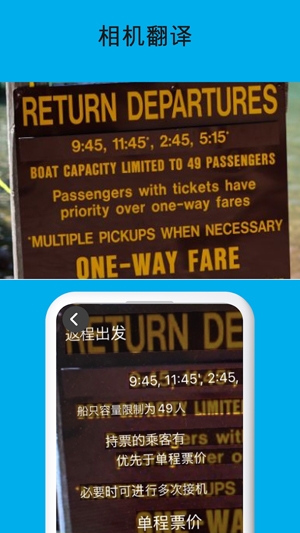 相机翻译
RETURN DEPARTURES
9:45, 11:45*, 2:45, 5:15*
BOAT CAPACITY LIMITED TO 49 PASSENGERS
Passengers with tickets have
priority over one-way fares
*MULTIPLE PICKUPS WHEN NECESSARY
ONE-WAY FARE
返程出发
9:45, 11:45*, 2:45,
船只容量限制为49人
持票的乘客有
优先于单程票价
必要时可进行多次接机
单程票价